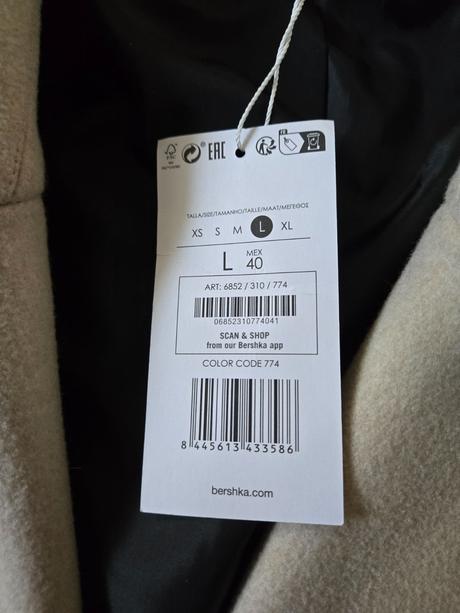 FSC
EAC
FR
TALLA/SIZE/TAMANHO/TAILLE/MAAT/ΜΕΓΕΘΟΣ
XS S M L XL
L MEX 40
ART: 6852 / 310 / 774
06852310774041
SCAN & SHOP
from our Bershka app
COLOR CODE 774
8 445613 433586
bershka.com